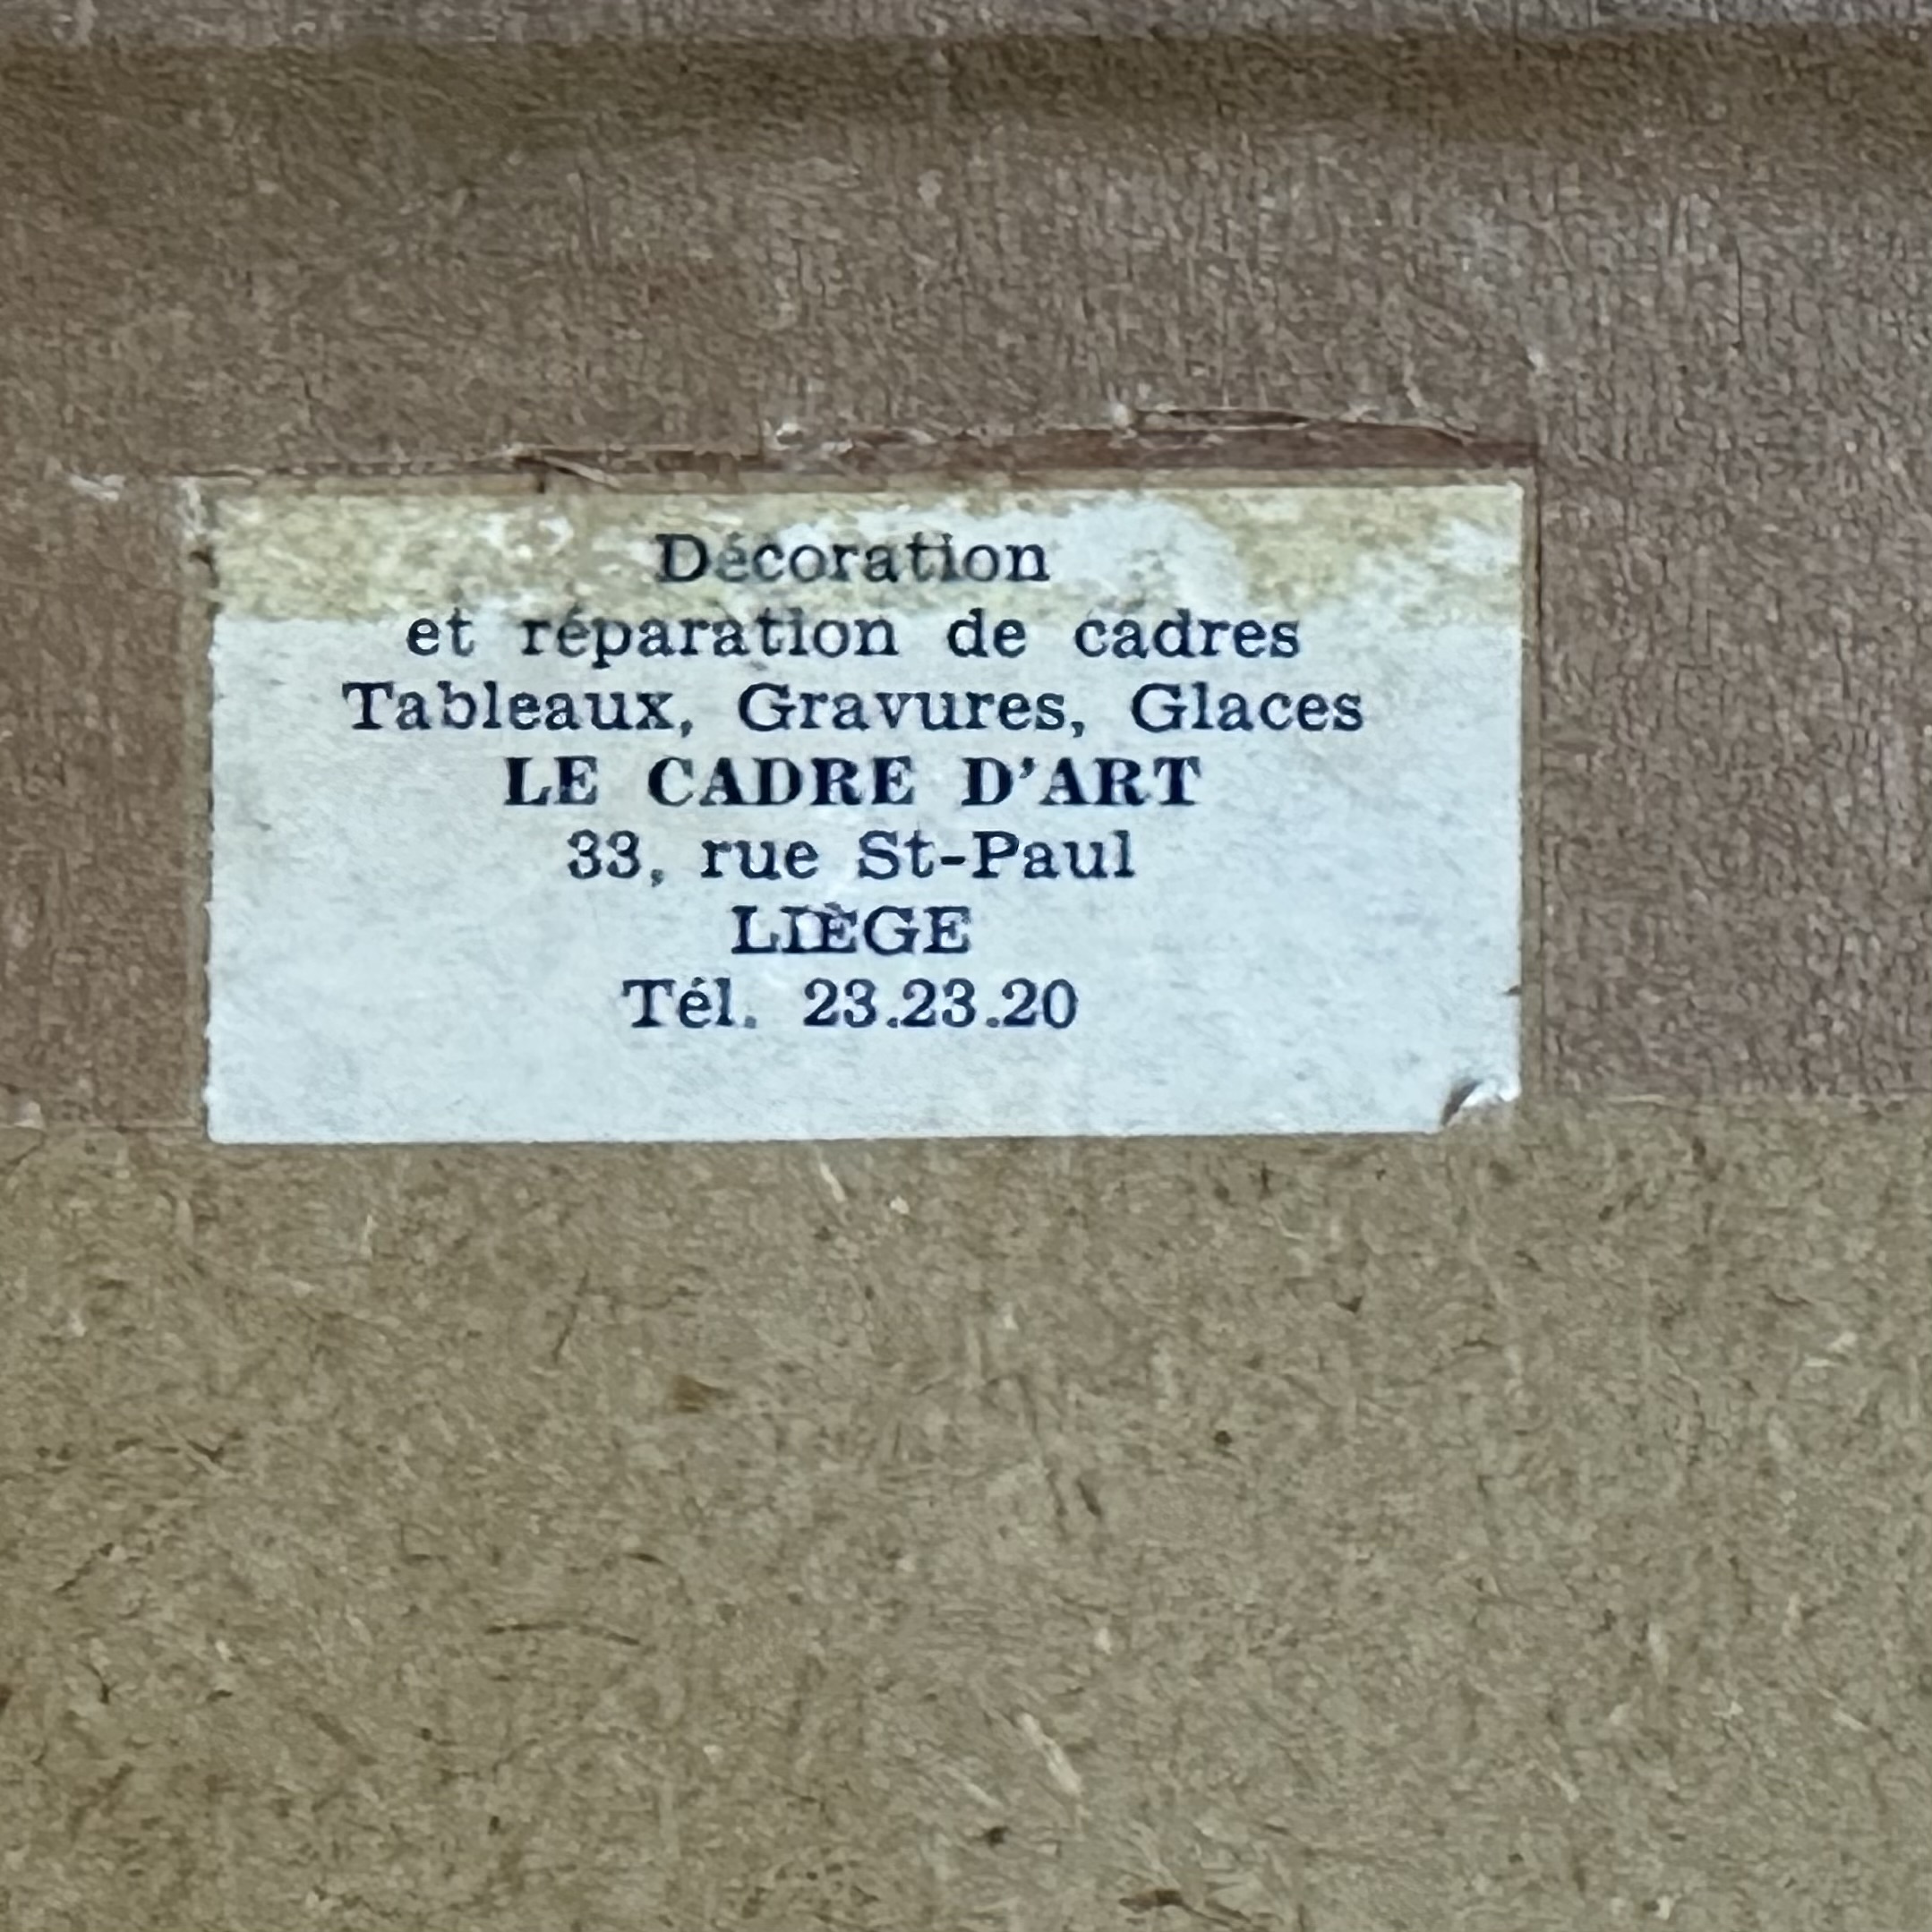 Décoration
et réparation de cadres
Tableaux, Gravures, Glaces
LE CADRE D'ART
33, rue St-Paul
LIÈGE
Tél. 23.23.20